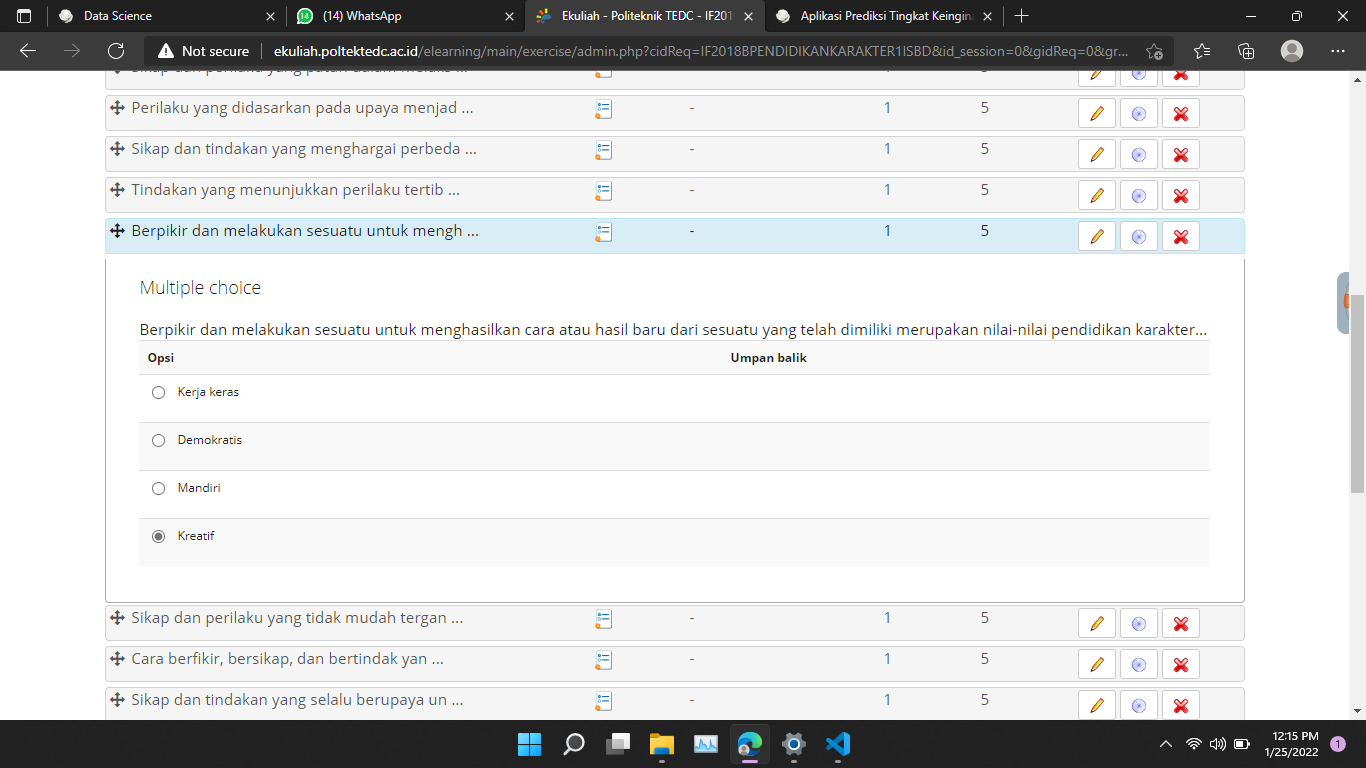 Data Science
14
(14) WhatsApp
Ekuliah - Politeknik TEDC - IF201
Aplikasi Prediksi Tingkat Keingin
Not secure
ekuliah.poltektedc.ac.id/elearning/main/exercise/admin.php?cidReq=IF2018BPENDIDIKANKARAKTER1ISBD&id_session=0&gidReq=0&gr...
Perilaku yang didasarkan pada upaya menjad ... - 1 5
Sikap dan tindakan yang menghargai perbeda ... - 1 5
Tindakan yang menunjukkan perilaku tertib ... - 1 5
Berpikir dan melakukan sesuatu untuk mengh ... - 1 5
Multiple choice
Berpikir dan melakukan sesuatu untuk menghasilkan cara atau hasil baru dari sesuatu yang telah dimiliki merupakan nilai-nilai pendidikan karakter...
Opsi Umpan balik
Kerja keras
Demokratis
Mandiri
Kreatif
Sikap dan perilaku yang tidak mudah tergan ... - 1 5
Cara berfikir, bersikap, dan bertindak yan ... - 1 5
Sikap dan tindakan yang selalu berupaya un ... - 1 5
12:15 PM
1/25/2022
1